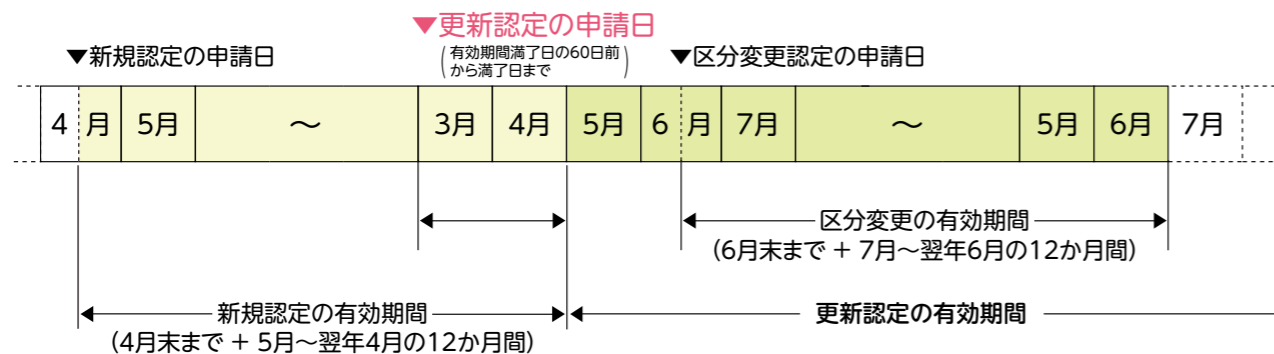 ▼更新認定の申請日
(有効期間満了日の60日前
から満了日まで)
▼新規認定の申請日
▼区分変更認定の申請日
4 月 5月 〜 3月 4月 5月 6 月 7月 〜 5月 6月 7月
区分変更の有効期間
(6月末まで + 7月〜翌年6月の12か月間)
新規認定の有効期間
(4月末まで + 5月〜翌年4月の12か月間)
更新認定の有効期間